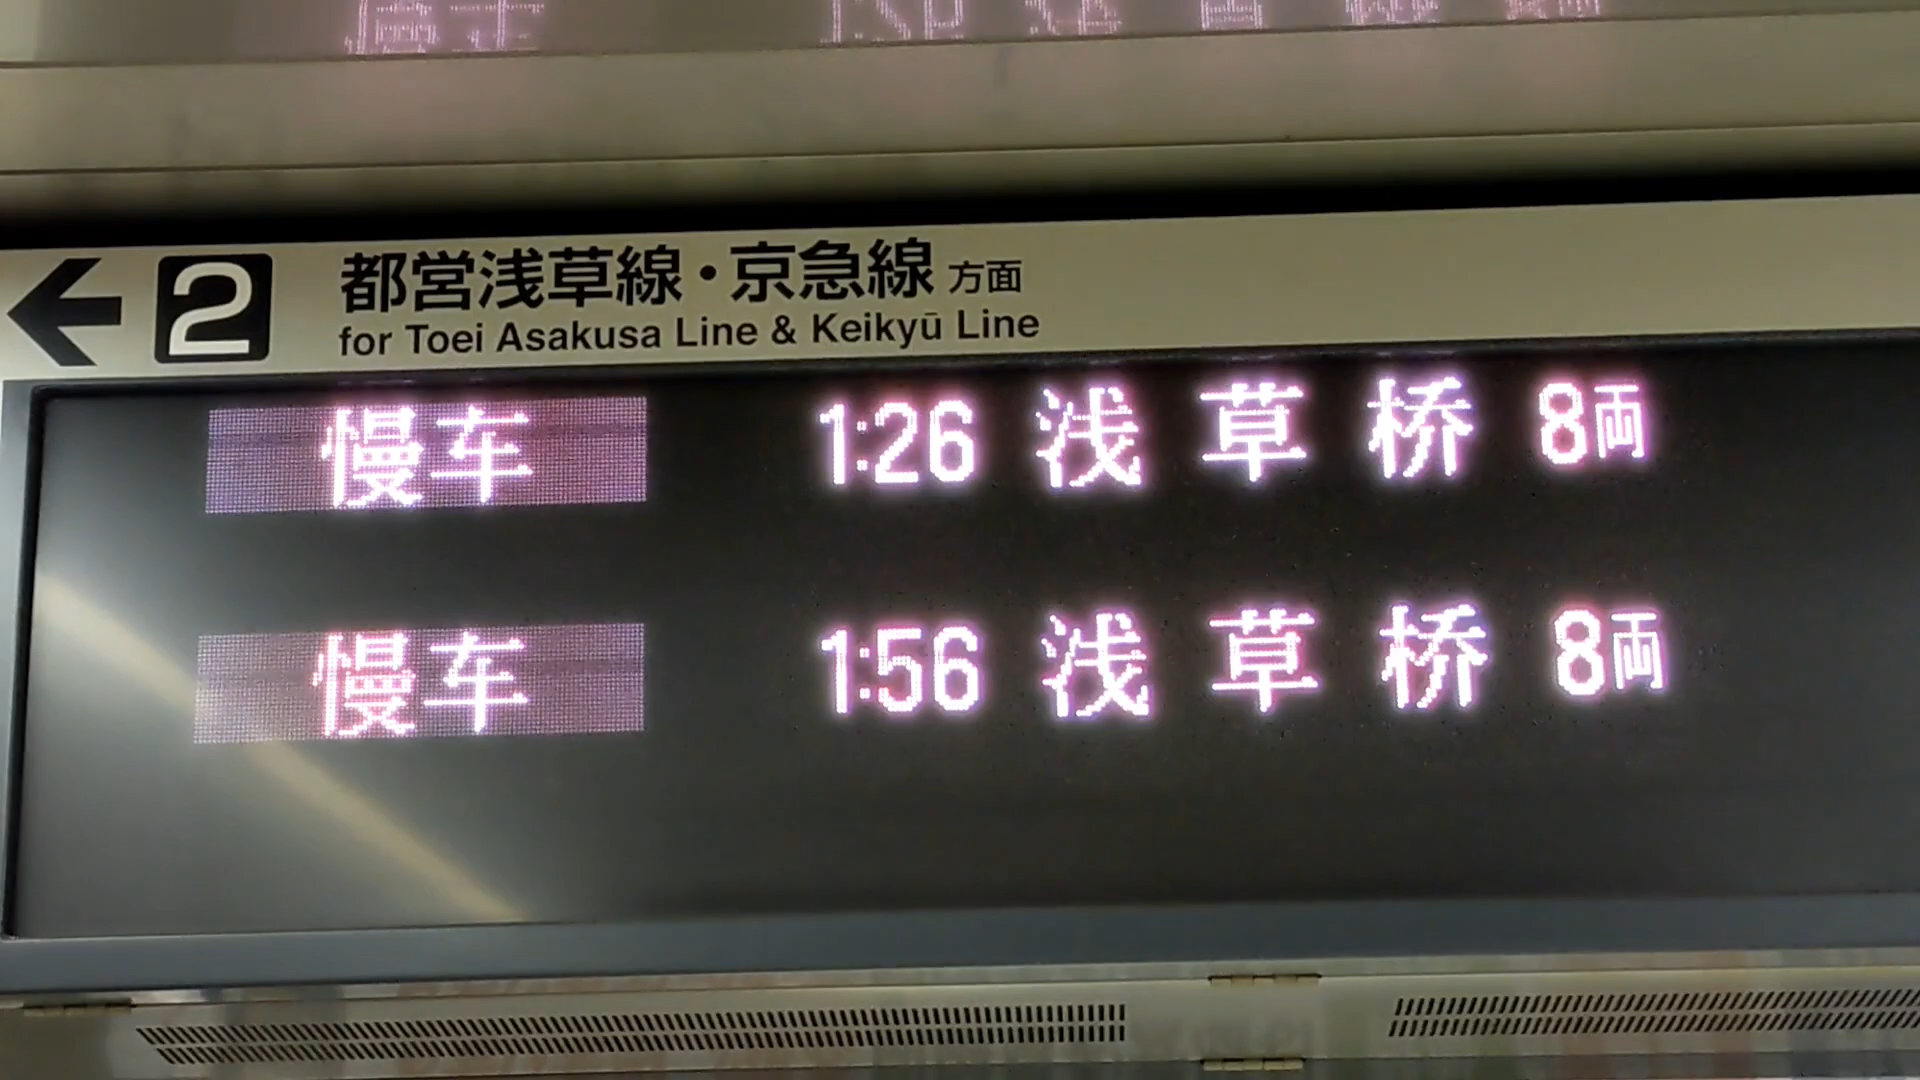 ← 2 都営浅草線・京急線 方面
for Toei Asakusa Line & Keikyū Line
慢车 1:26 浅草桥 8両
慢车 1:56 浅草桥 8両